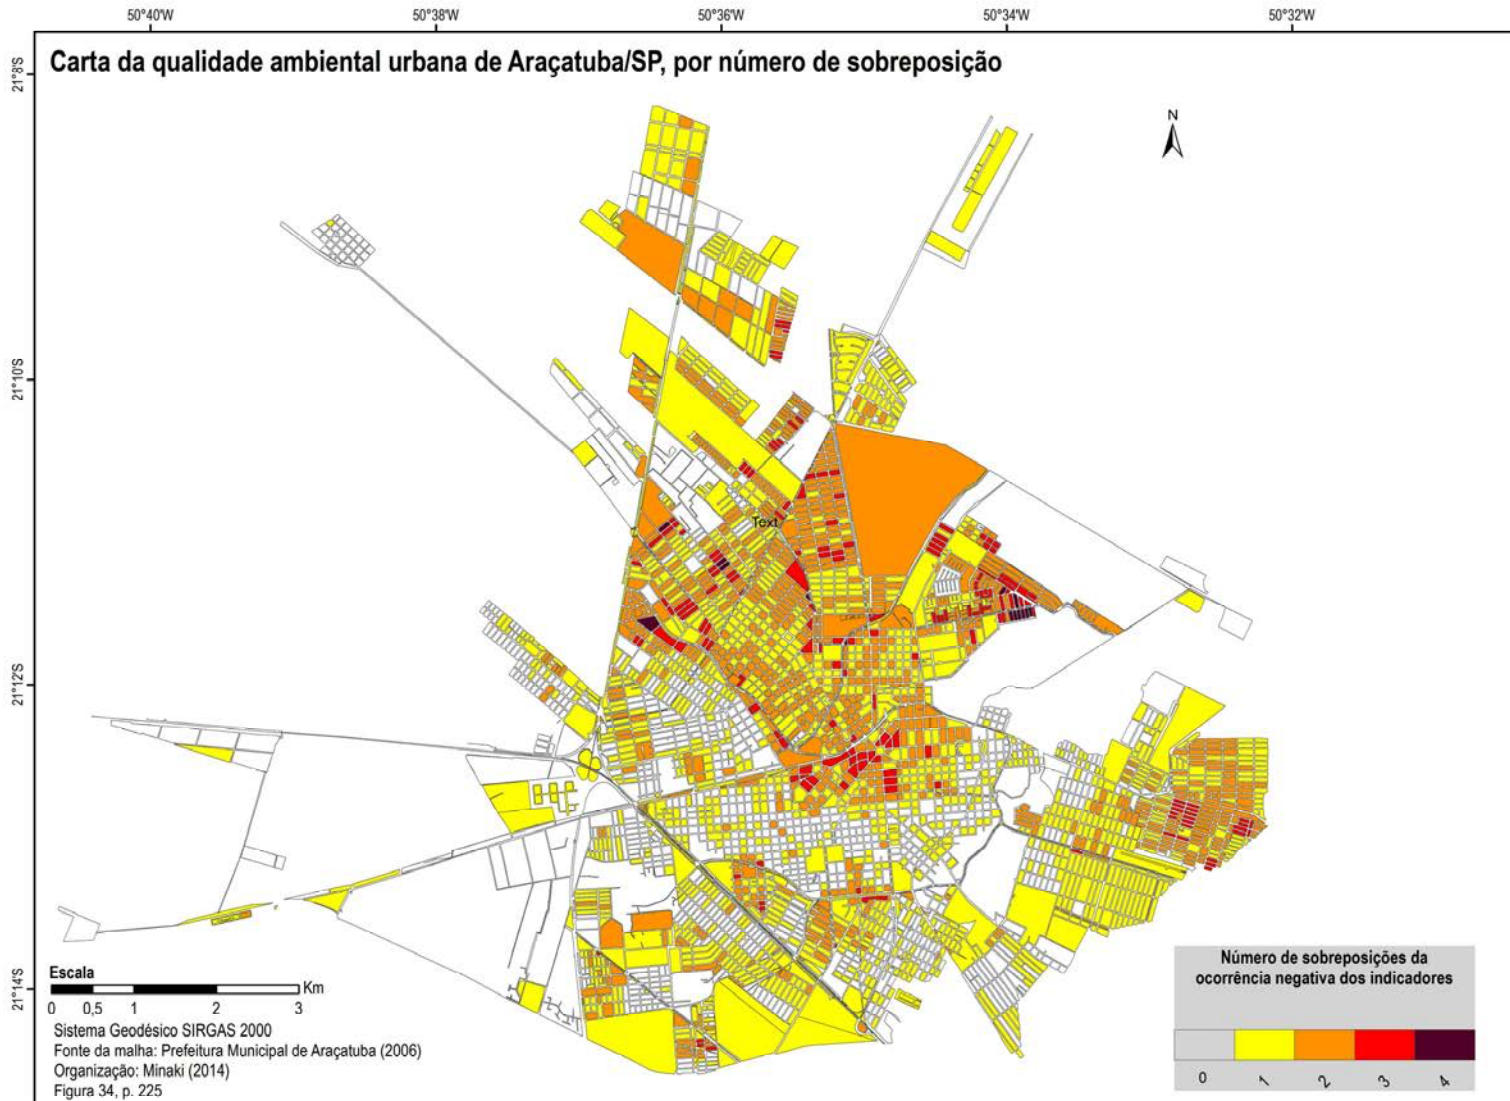 50°40'W 50°38'W 50°36'W 50°34'W 50°32'W
Carta da qualidade ambiental urbana de Araçatuba/SP, por número de sobreposição
21°8'S
N
21°10'S
Text
21°12'S
21°14'S
Escala
Km
0 0,5 1 2 3
Sistema Geodésico SIRGAS 2000
Fonte da malha: Prefeitura Municipal de Araçatuba (2006)
Organização: Minaki (2014)
Figura 34, p. 225
Número de sobreposições da
ocorrência negativa dos indicadores
0 1 2 3 4